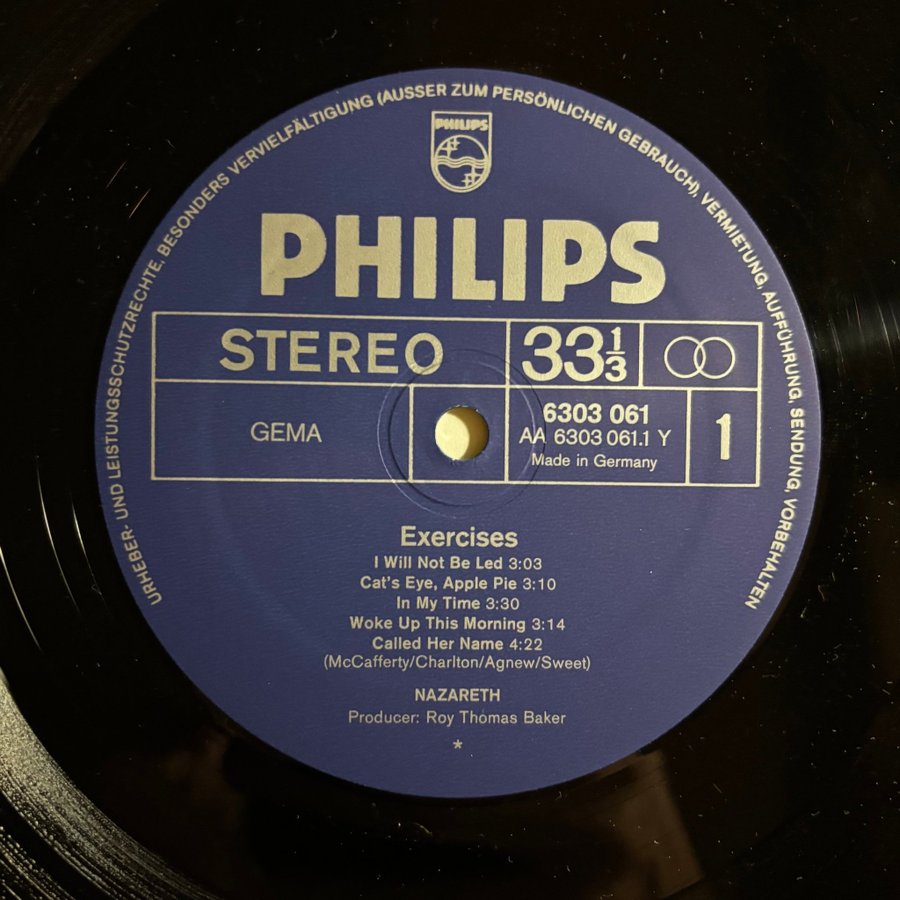 URHEBER- UND LEISTUNGSSCHUTZRECHTE, BESONDERS VERVIELFÄLTIGUNG (AUSSER ZUM PERSÖNLICHEN GEBRAUCH), VERMIETUNG, AUFFÜHRUNG, SENDUNG, VORBEHALTEN
PHILIPS
PHILIPS
STEREO
33 1/3
GEMA
6303 061
AA 6303 061.1 Y
Made in Germany
1
Exercises
I Will Not Be Led 3:03
Cat's Eye, Apple Pie 3:10
In My Time 3:30
Woke Up This Morning 3:14
Called Her Name 4:22
(McCafferty/Charlton/Agnew/Sweet)
NAZARETH
Producer: Roy Thomas Baker
*